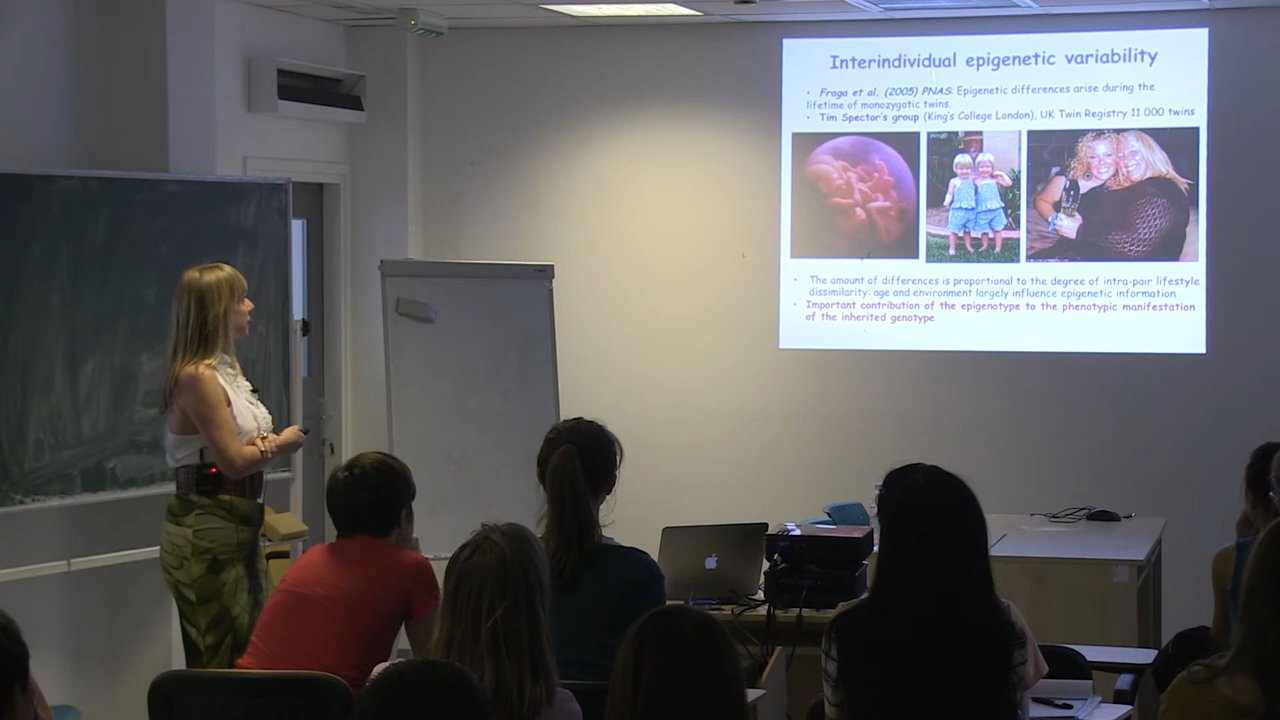 Interindividual epigenetic variability
• Fraga et al. (2005) PNAS: Epigenetic differences arise during the
lifetime of monozygotic twins.
• Tim Spector's group (King's College London), UK Twin Registry 11 000 twins
• The amount of differences is proportional to the degree of intra-pair lifestyle
dissimilarity: age and environment largely influence epigenetic information
• Important contribution of the epigenotype to the phenotypic manifestation
of the inherited genotype